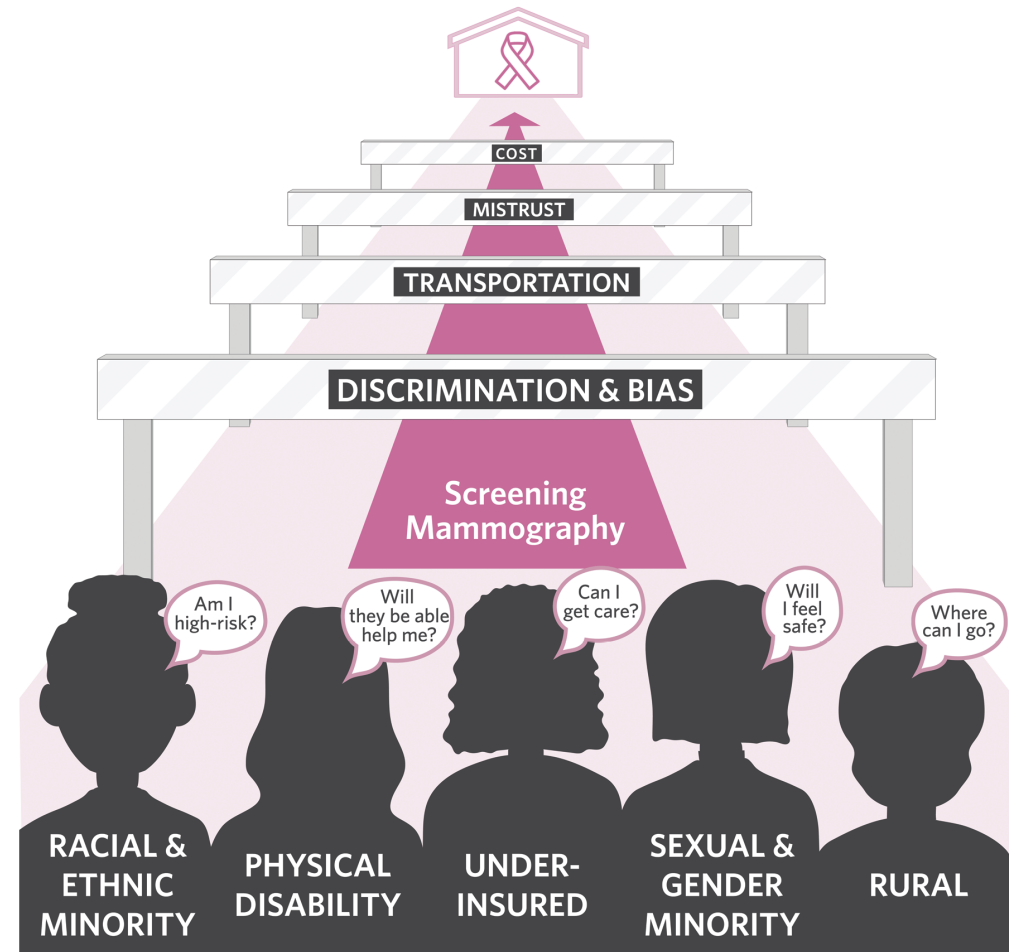 COST
MISTRUST
TRANSPORTATION
DISCRIMINATION & BIAS
Screening
Mammography
Am I
high-risk?
Will
they be able
help me?
Can I
get care?
Will
I feel
safe?
Where
can I go?
RACIAL &
ETHNIC
MINORITY
PHYSICAL
DISABILITY
UNDER-
INSURED
SEXUAL &
GENDER
MINORITY
RURAL